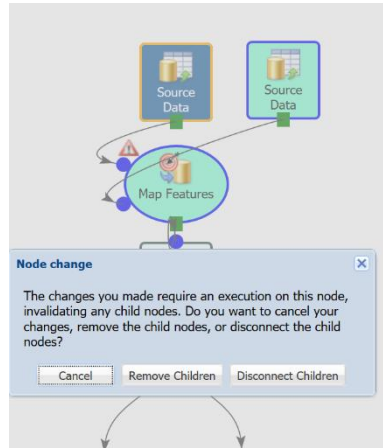 Source
Data
Source
Data
Map Features
Node change
The changes you made require an execution on this node,
invalidating any child nodes. Do you want to cancel your
changes, remove the child nodes, or disconnect the child
nodes?
Cancel
Remove Children
Disconnect Children